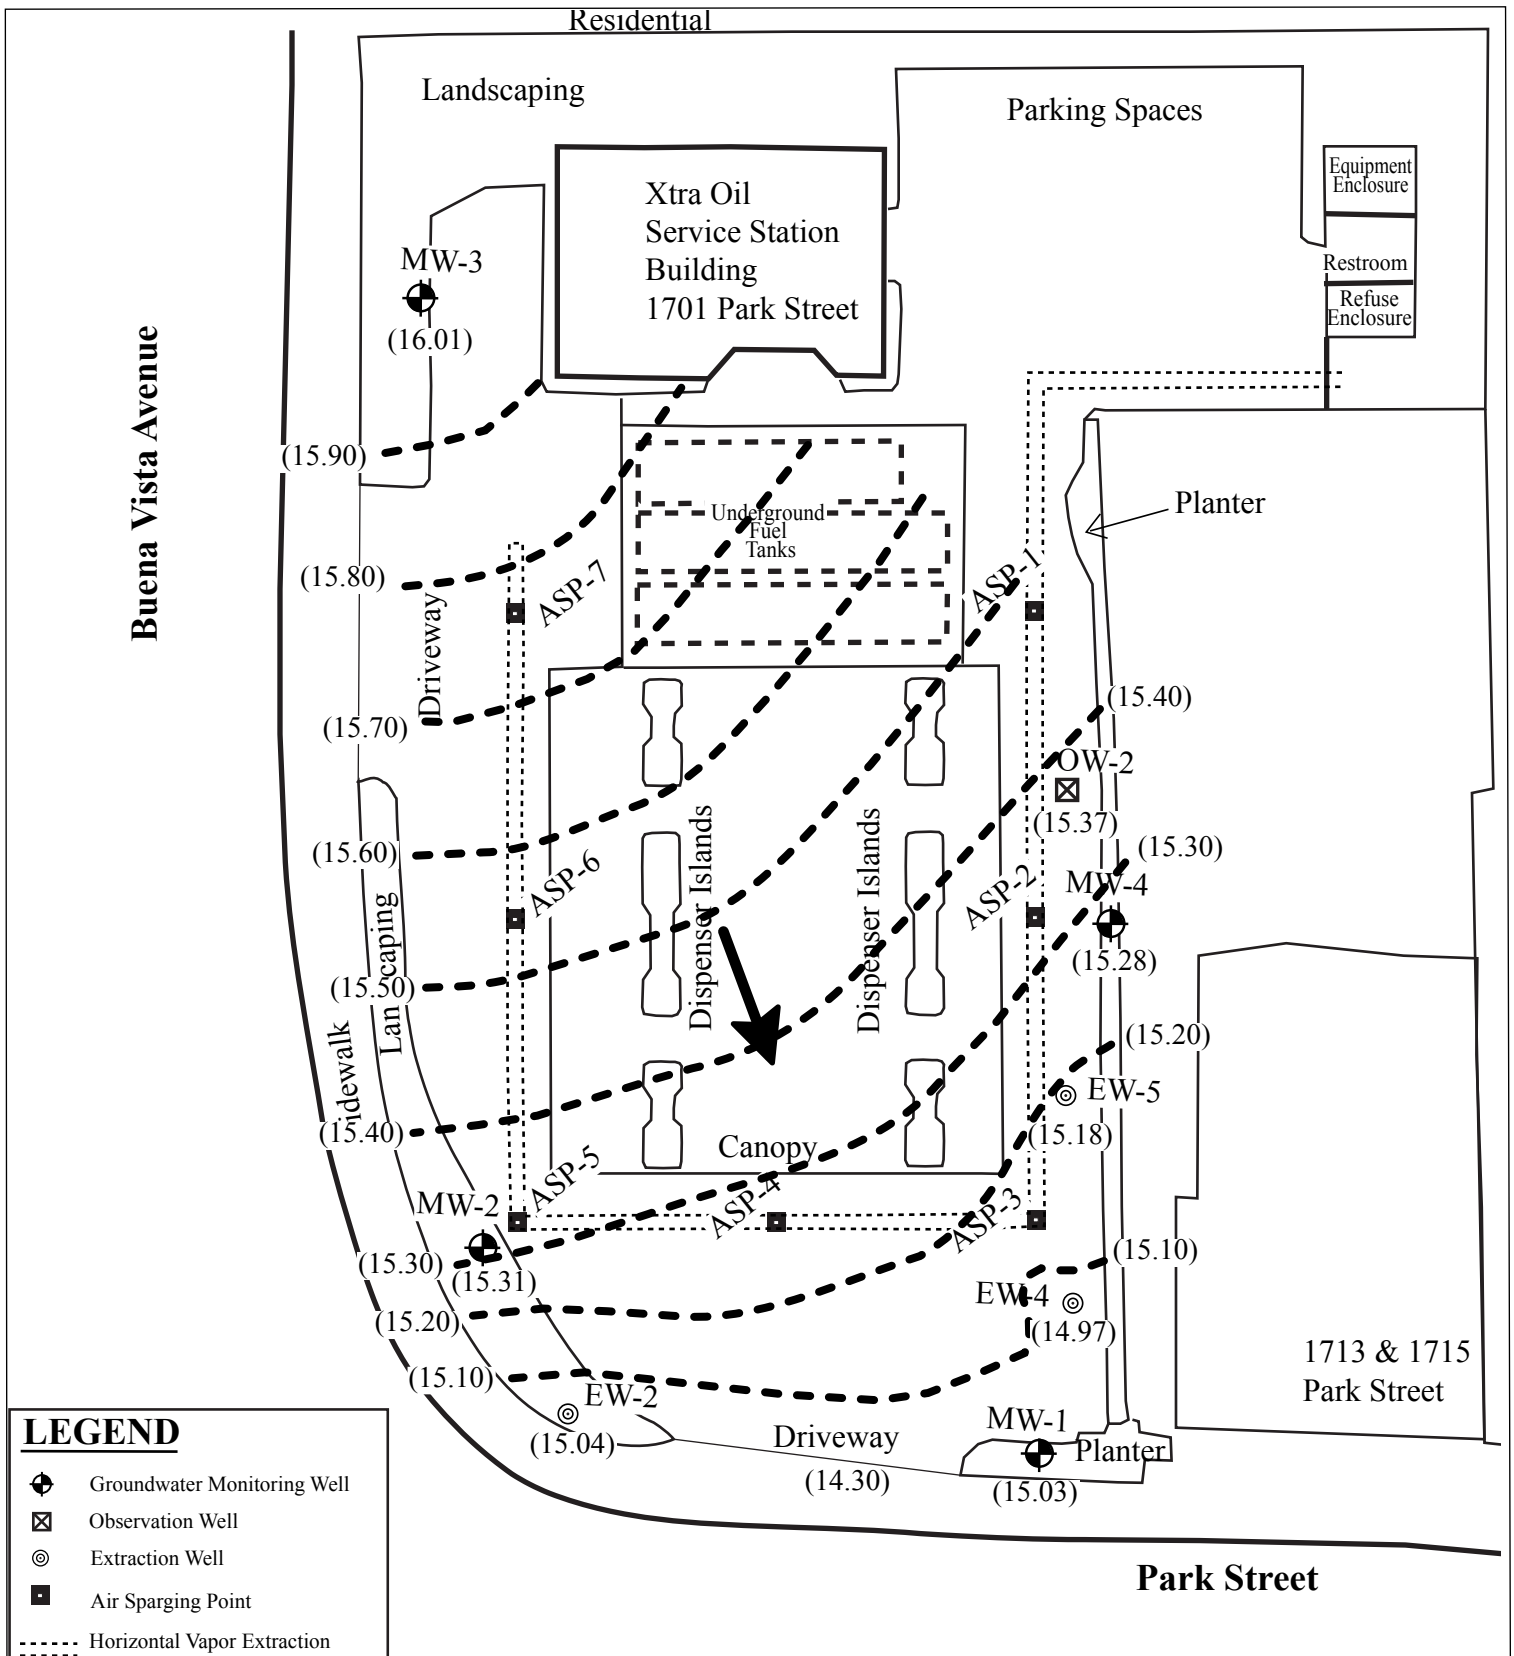 Residential
Landscaping
Parking Spaces
Equipment
Enclosure
Xtra Oil
Service Station
Building
1701 Park Street
MW-3
(16.01)
Restroom
Refuse
Enclosure
Buena Vista Avenue
(15.90)
Planter
Underground
Fuel
Tanks
(15.80)
ASP-7
ASP-1
Driveway
(15.70)
(15.40)
OW-2
(15.37)
(15.60)
(15.30)
ASP-6
Dispenser Islands
Dispenser Islands
ASP-2
MW-4
(15.28)
(15.50)
(15.20)
EW-5
(15.18)
(15.40)
Canopy
ASP-5
ASP-4
ASP-3
MW-2
(15.30)
(15.31)
(15.10)
EW-4
(14.97)
(15.20)
1713 & 1715
Park Street
(15.10)
EW-2
(15.04)
Driveway
(14.30)
MW-1
Planter
(15.03)
Park Street
LEGEND
Groundwater Monitoring Well
Observation Well
Extraction Well
Air Sparging Point
Horizontal Vapor Extraction